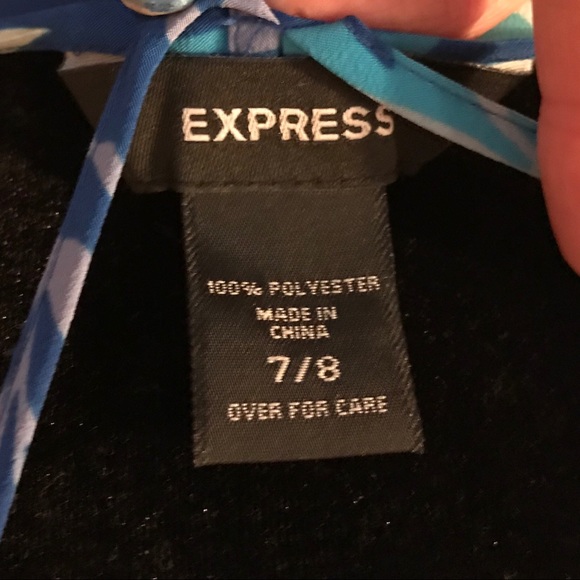 EXPRESS
100% POLYESTER
MADE IN
CHINA
7/8
OVER FOR CARE